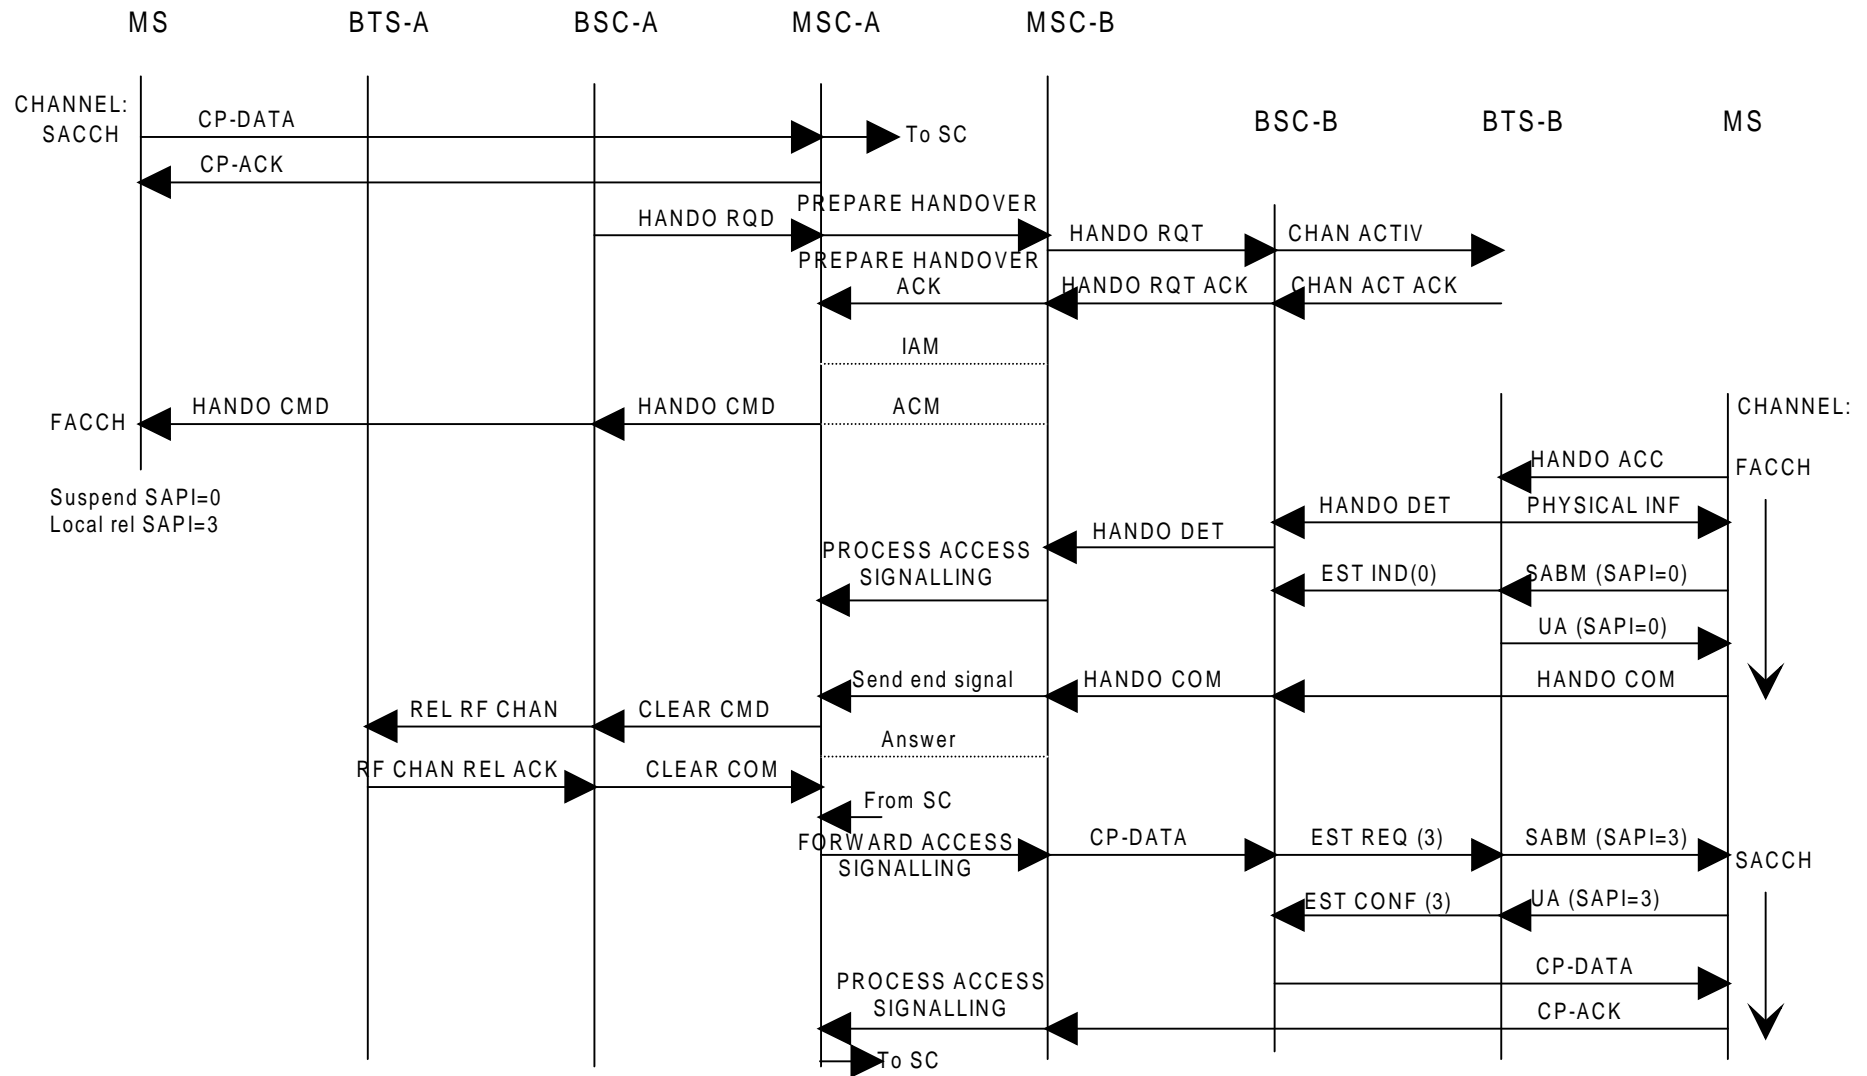 MS BTS-A BSC-A MSC-A MSC-B
CHANNEL:
SACCH
CP-DATA
To SC
BSC-B BTS-B MS
CP-ACK
PREPARE HANDOVER
HANDO RQD
HANDO RQT
CHAN ACTIV
PREPARE HANDOVER
ACK
HANDO RQT ACK
CHAN ACT ACK
IAM
FACCH
HANDO CMD
HANDO CMD
ACM
CHANNEL:
HANDO ACC
FACCH
Suspend SAPI=0
Local rel SAPI=3
HANDO DET
PHYSICAL INF
HANDO DET
PROCESS ACCESS
SIGNALLING
EST IND(0)
SABM (SAPI=0)
UA (SAPI=0)
Send end signal
HANDO COM
HANDO COM
REL RF CHAN
CLEAR CMD
Answer
RF CHAN REL ACK
CLEAR COM
From SC
FORWARD ACCESS
SIGNALLING
CP-DATA
EST REQ (3)
SABM (SAPI=3)
SACCH
EST CONF (3)
UA (SAPI=3)
CP-DATA
PROCESS ACCESS
SIGNALLING
CP-ACK
To SC